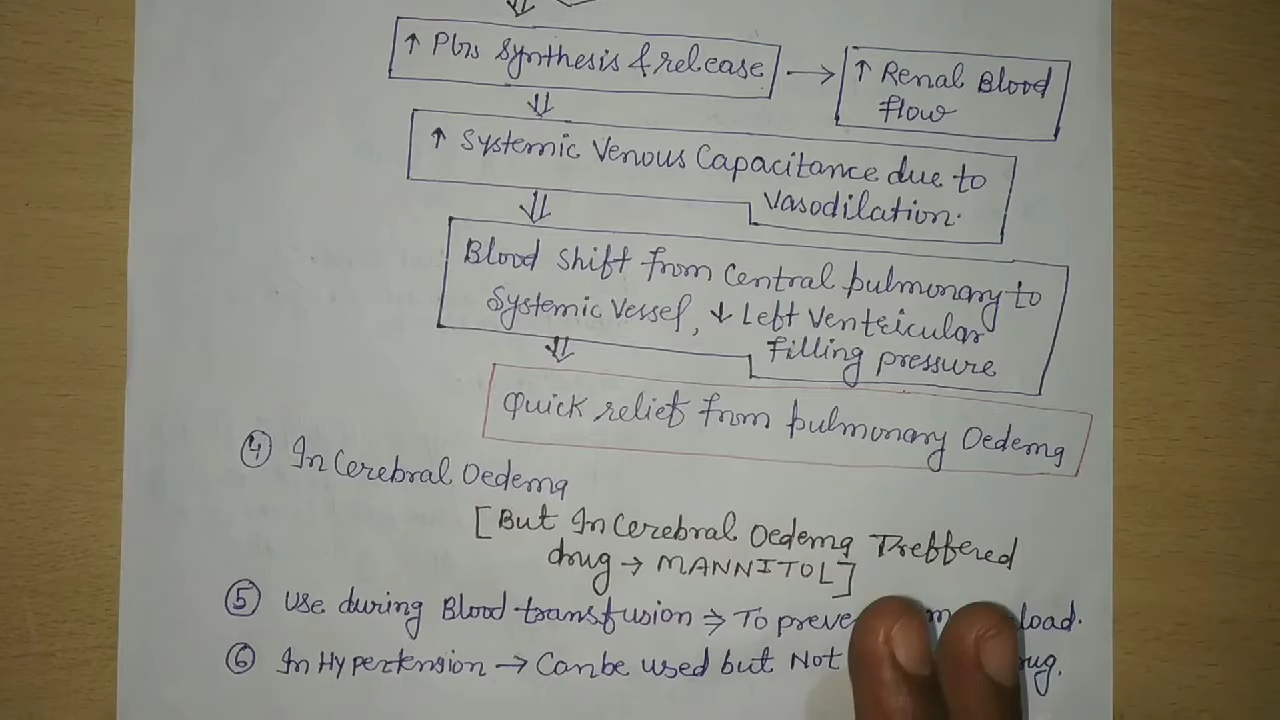 ↑ PGs Synthesis & release → ↑ Renal Blood
flow
↑ Systemic Venous Capacitance due to
Vasodilation.
Blood Shift from Central pulmonary to
Systemic Vessel, ↓ Left Ventricular
Filling pressure
Quick relief from pulmonary Oedema
④ In Cerebral Oedema
[But In Cerebral Oedema Preffered
drug → MANNITOL]
⑤ Use during Blood transfusion ⇒ To load.
⑥ In Hypertension → Can be used but Not